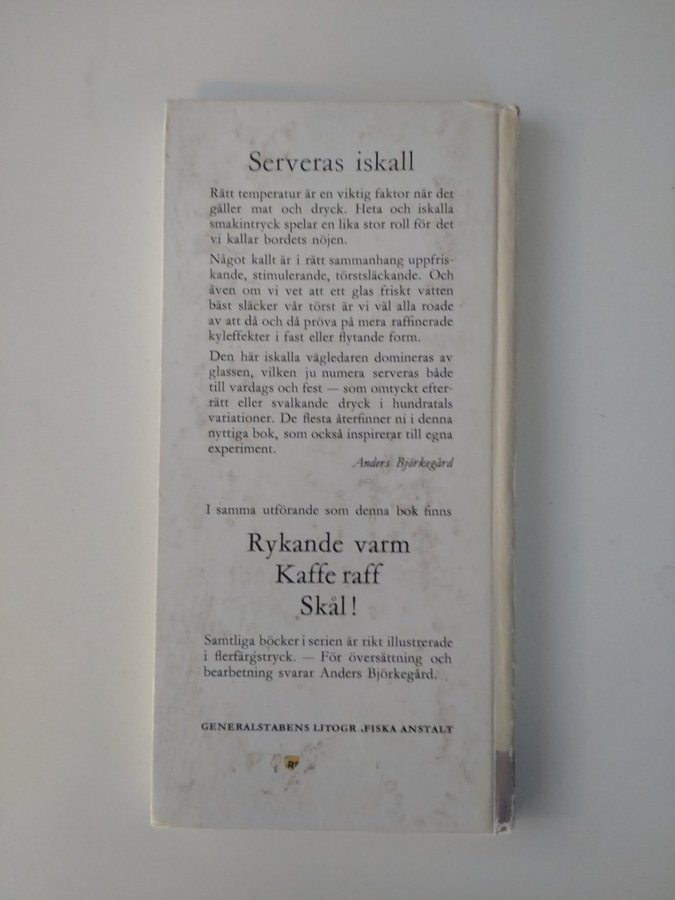 Serveras iskall
Rätt temperatur är en viktig faktor när det
gäller mat och dryck. Heta och iskalla
smakintryck spelar en lika stor roll för det
vi kallar bordets nöjen.
Något kallt är i rätt sammanhang uppfris-
kande, stimulerande, törstsläckande. Och
även om vi vet att ett glas friskt vatten
bäst släcker vår törst är vi väl alla roade
av att då och då pröva på mera raffinerade
kyleffekter i fast eller flytande form.
Den här iskalla vägledaren domineras av
glassen, vilken ju numera serveras både
till vardags och fest — som omtyckt efter-
rätt eller svalkande dryck i hundratals
variationer. De flesta återfinner ni i denna
nyttiga bok, som också inspirerar till egna
experiment.
Anders Björkegård
I samma utförande som denna bok finns
Rykande varm
Kaffe raff
Skål!
Samtliga böcker i serien är rikt illustrerade
i flerfärgstryck. — För översättning och
bearbetning svarar Anders Björkegård.
GENERALSTABENS LITOGR FISKA ANSTALT